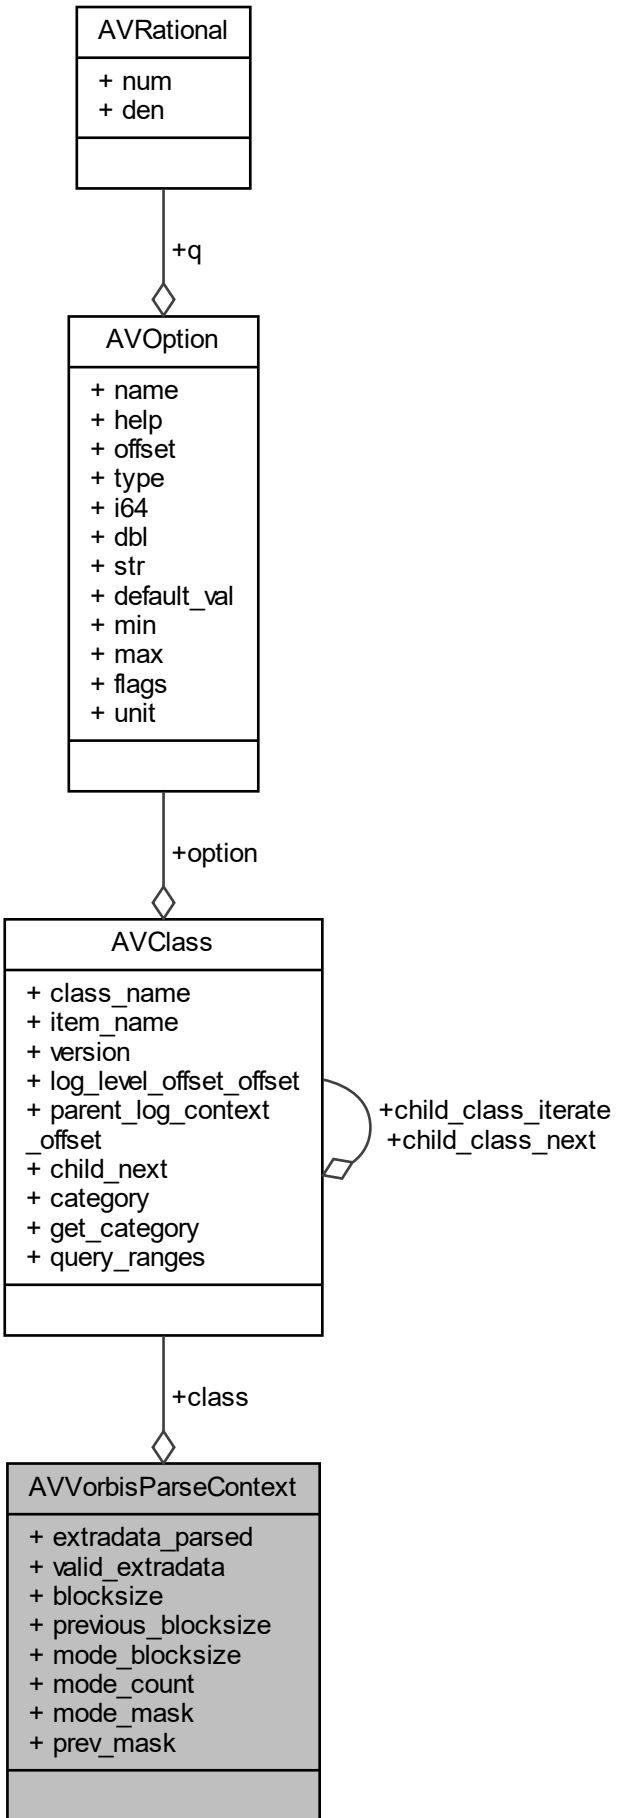 AVRational
+ num
+ den
+q
AVOption
+ name
+ help
+ offset
+ type
+ i64
+ dbl
+ str
+ default_val
+ min
+ max
+ flags
+ unit
+option
AVClass
+ class_name
+ item_name
+ version
+ log_level_offset_offset
+ parent_log_context
_offset
+ child_next
+ category
+ get_category
+ query_ranges
+child_class_iterate
+child_class_next
+class
AVVorbisParseContext
+ extradata_parsed
+ valid_extradata
+ blocksize
+ previous_blocksize
+ mode_blocksize
+ mode_count
+ mode_mask
+ prev_mask